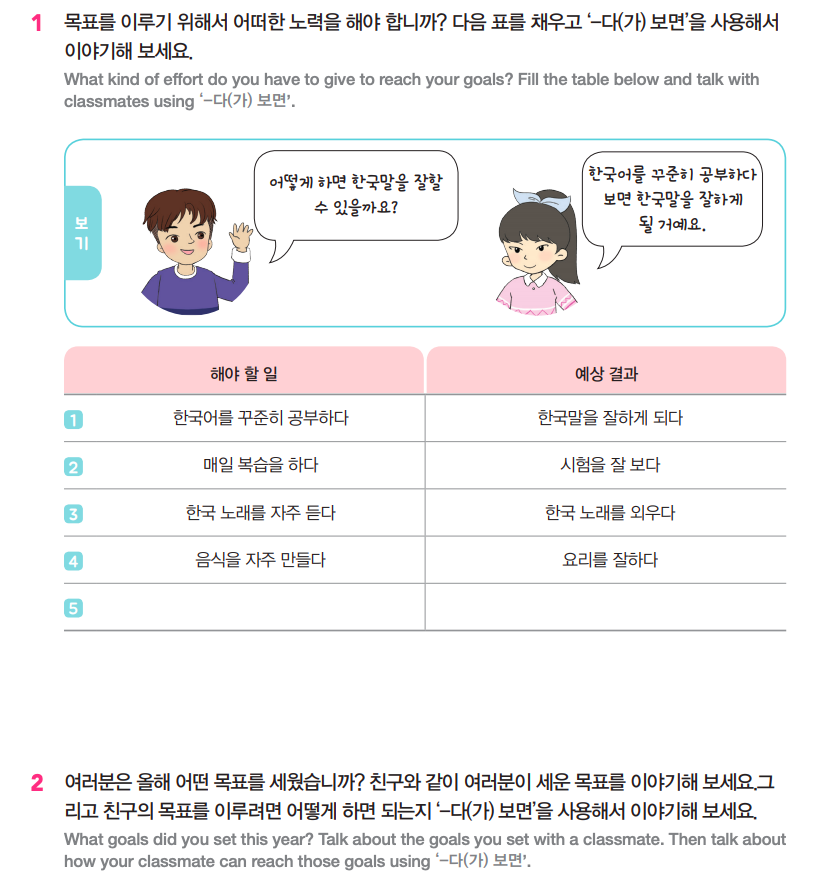 1 목표를 이루기 위해서 어떠한 노력을 해야 합니까? 다음 표를 채우고 ‘–다(가) 보면’을 사용해서
이야기해 보세요.
What kind of effort do you have to give to reach your goals? Fill the table below and talk with
classmates using ‘–다(가) 보면’.
보기
어떻게 하면 한국말을 잘할
수 있을까요?
한국어를 꾸준히 공부하다
보면 한국말을 잘하게
될 거예요.
해야 할 일 예상 결과
1 한국어를 꾸준히 공부하다 한국말을 잘하게 되다
2 매일 복습을 하다 시험을 잘 보다
3 한국 노래를 자주 듣다 한국 노래를 외우다
4 음식을 자주 만들다 요리를 잘하다
5
2 여러분은 올해 어떤 목표를 세웠습니까? 친구와 같이 여러분이 세운 목표를 이야기해 보세요.그
리고 친구의 목표를 이루려면 어떻게 하면 되는지 ‘–다(가) 보면’을 사용해서 이야기해 보세요.
What goals did you set this year? Talk about the goals you set with a classmate. Then talk about
how your classmate can reach those goals using ‘–다(가) 보면’.